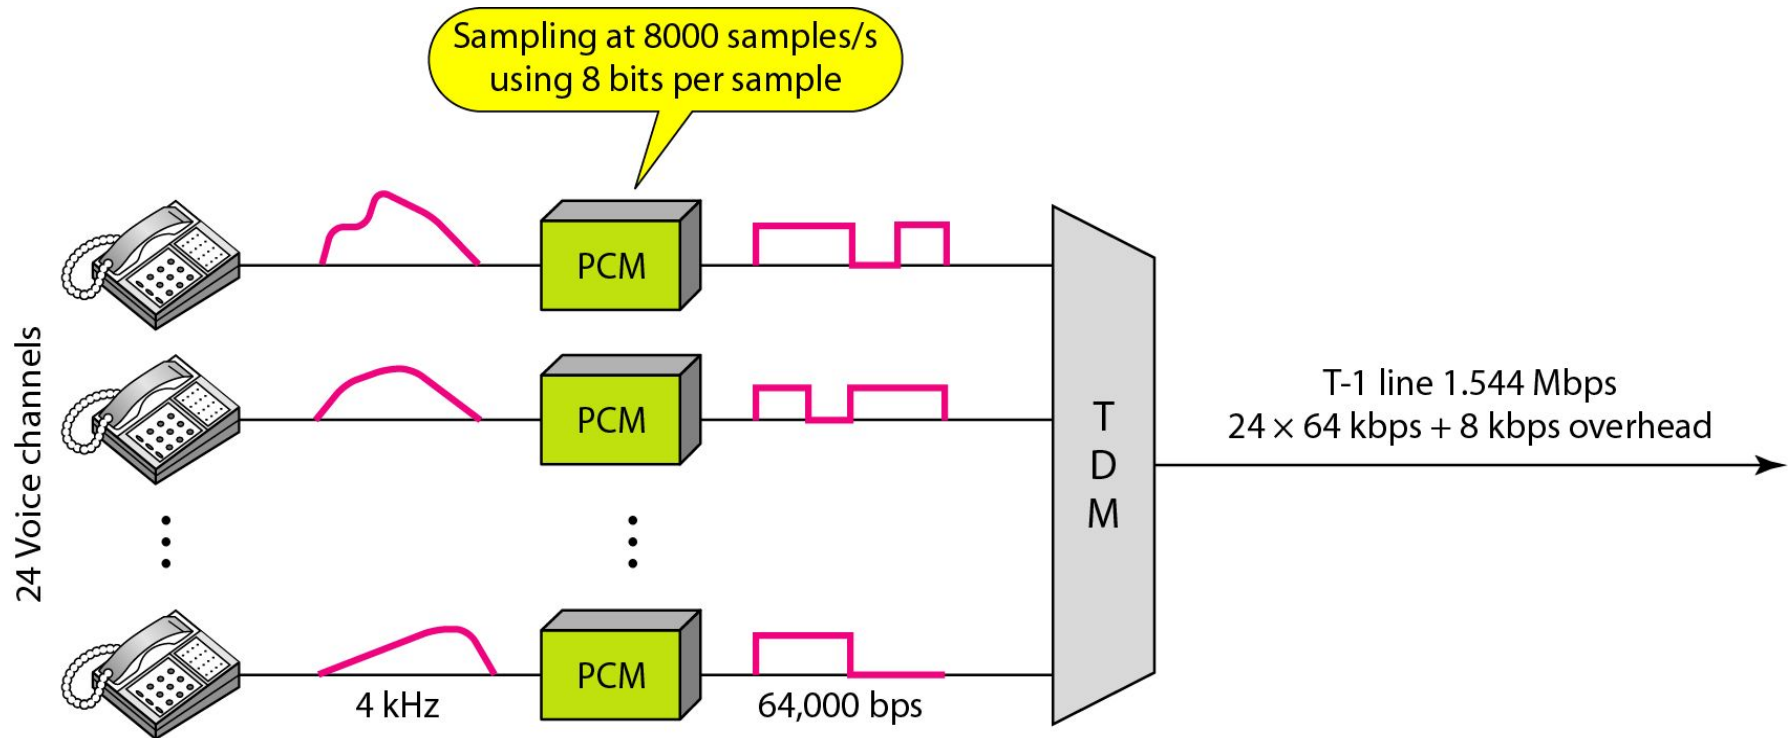 Sampling at 8000 samples/s
using 8 bits per sample
24 Voice channels
PCM
PCM
PCM
4 kHz
64,000 bps
T
D
M
T-1 line 1.544 Mbps
24 × 64 kbps + 8 kbps overhead